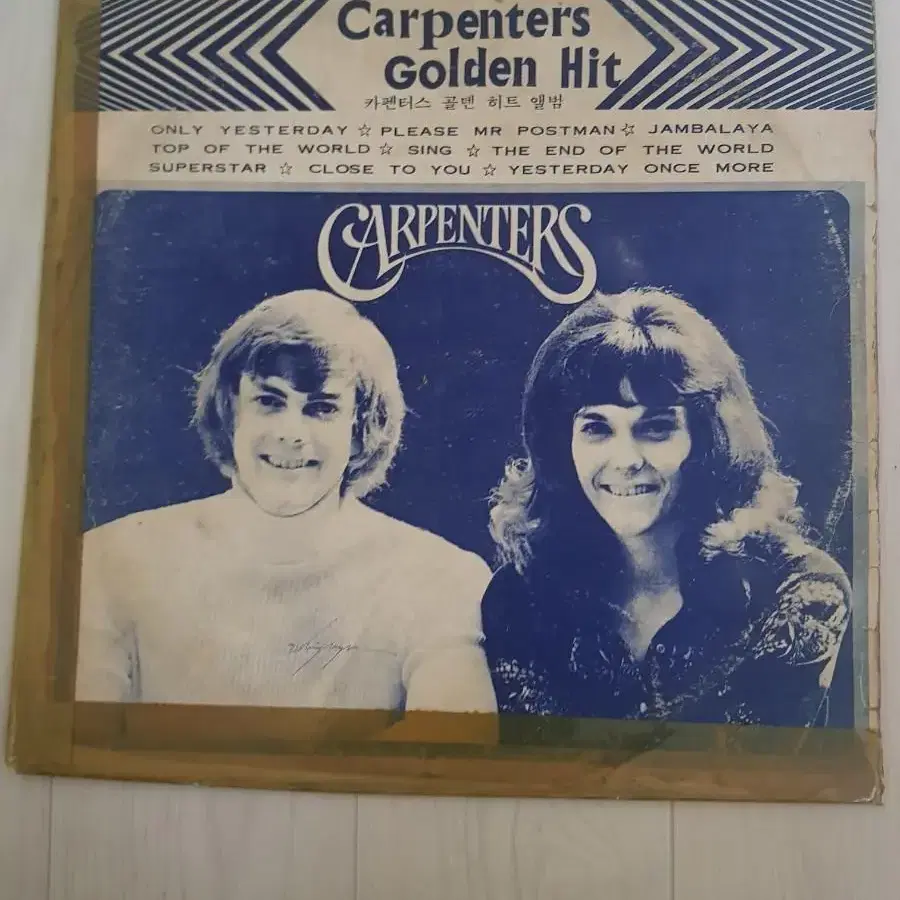 Carpenters
Golden Hit
카펜터스 골덴 히트 앨범
ONLY YESTERDAY ☆ PLEASE MR POSTMAN ☆ JAMBALAYA
TOP OF THE WORLD ☆ SING ☆ THE END OF THE WORLD
SUPERSTAR ☆ CLOSE TO YOU ☆ YESTERDAY ONCE MORE
CARPENTERS